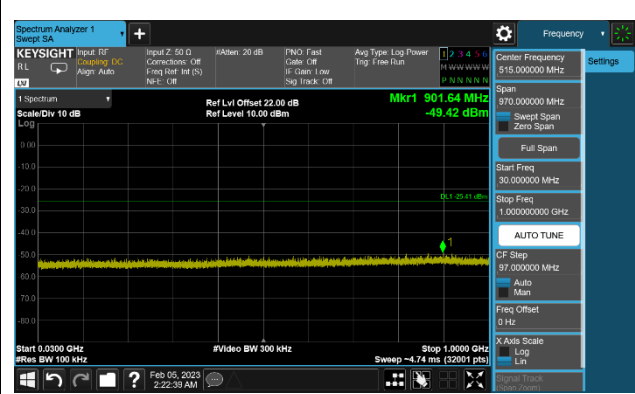 Spectrum Analyzer 1
Swept SA
Frequency
KEYSIGHT
RL
LXI
Input: RF
Coupling: DC
Align: Auto
Input Z: 50 Ω
Corrections: Off
Freq Ref: Int (S)
NFE: Off
#Atten: 20 dB
PNO: Fast
Gate: Off
IF Gain: Low
Sig Track: Off
Avg Type: Log Power
Trig: Free Run
1 2 3 4 5 6
M W W W W W
P N N N N N
1 Spectrum
Scale/Div 10 dB
Log
Ref Lvl Offset 22.00 dB
Ref Level 10.00 dBm
Mkr1 901.64 MHz
-49.42 dBm
0.00
-10.0
-20.0
-30.0
-40.0
-50.0
-60.0
-70.0
-80.0
DL1 -25.41 dBm
1
Start 0.0300 GHz
#Res BW 100 kHz
#Video BW 300 kHz
Stop 1.0000 GHz
Sweep ~4.74 ms (32001 pts)
Feb 05, 2023
2:22:39 AM
?
Center Frequency
515.000000 MHz
Span
970.000000 MHz
Swept Span
Zero Span
Full Span
Start Freq
30.000000 MHz
Stop Freq
1.000000000 GHz
AUTO TUNE
CF Step
97.000000 MHz
Auto
Man
Freq Offset
0 Hz
X Axis Scale
Log
Lin
Signal Track
(Span Zoom)
Settings